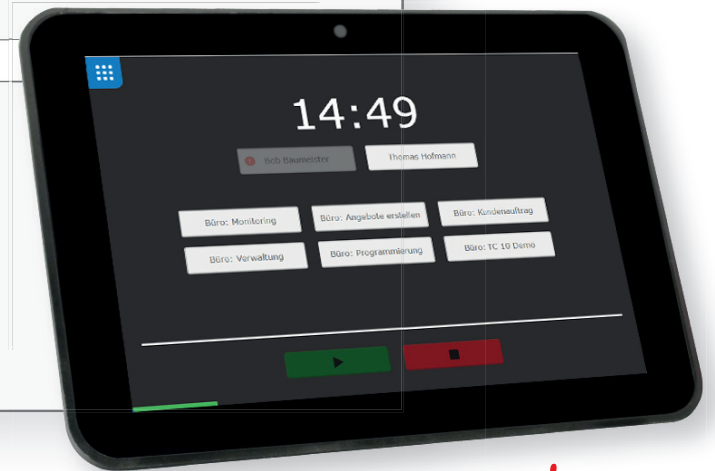 14:49
Bob Baumeister
Thomas Hofmann
Büro: Monitoring
Büro: Angebote erstellen
Büro: Kundenauftrag
Büro: Verwaltung
Büro: Programmierung
Büro: TC 10 Demo